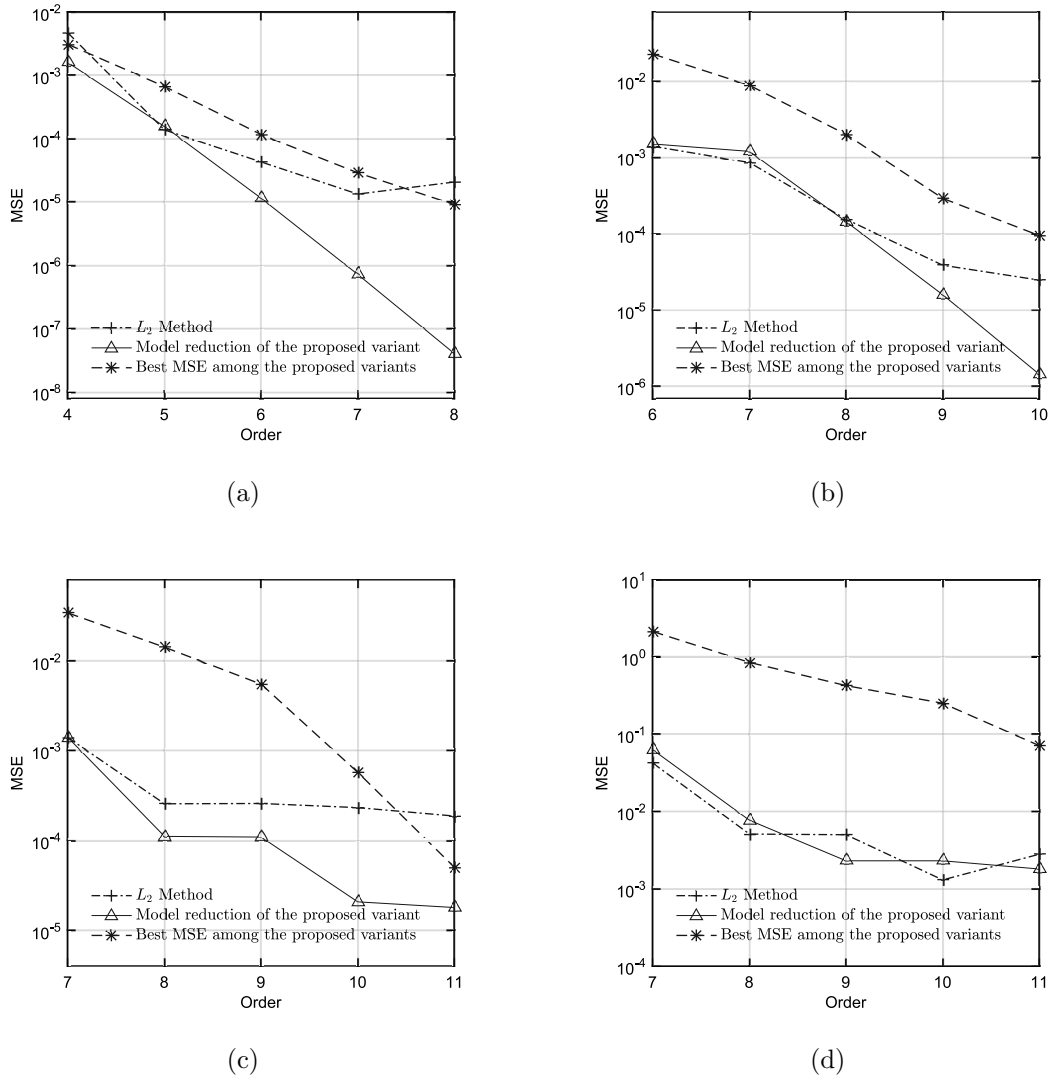 10^-2
10^-3
10^-4
10^-5
10^-6
10^-7
10^-8
MSE
L2 Method
Model reduction of the proposed variant
Best MSE among the proposed variants
4 5 6 7 8
Order
(a)
10^-2
10^-3
10^-4
10^-5
10^-6
MSE
L2 Method
Model reduction of the proposed variant
Best MSE among the proposed variants
6 7 8 9 10
Order
(b)
10^-2
10^-3
10^-4
10^-5
MSE
L2 Method
Model reduction of the proposed variant
Best MSE among the proposed variants
7 8 9 10 11
Order
(c)
10^1
10^0
10^-1
10^-2
10^-3
10^-4
MSE
L2 Method
Model reduction of the proposed variant
Best MSE among the proposed variants
7 8 9 10 11
Order
(d)